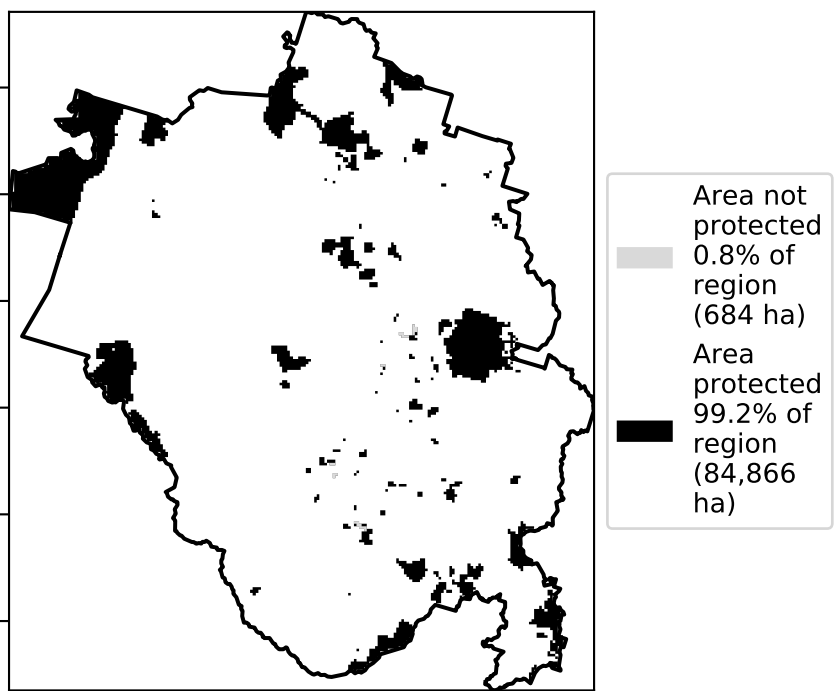 Area not
protected
0.8% of
region
(684 ha)
Area
protected
99.2% of
region
(84,866
ha)